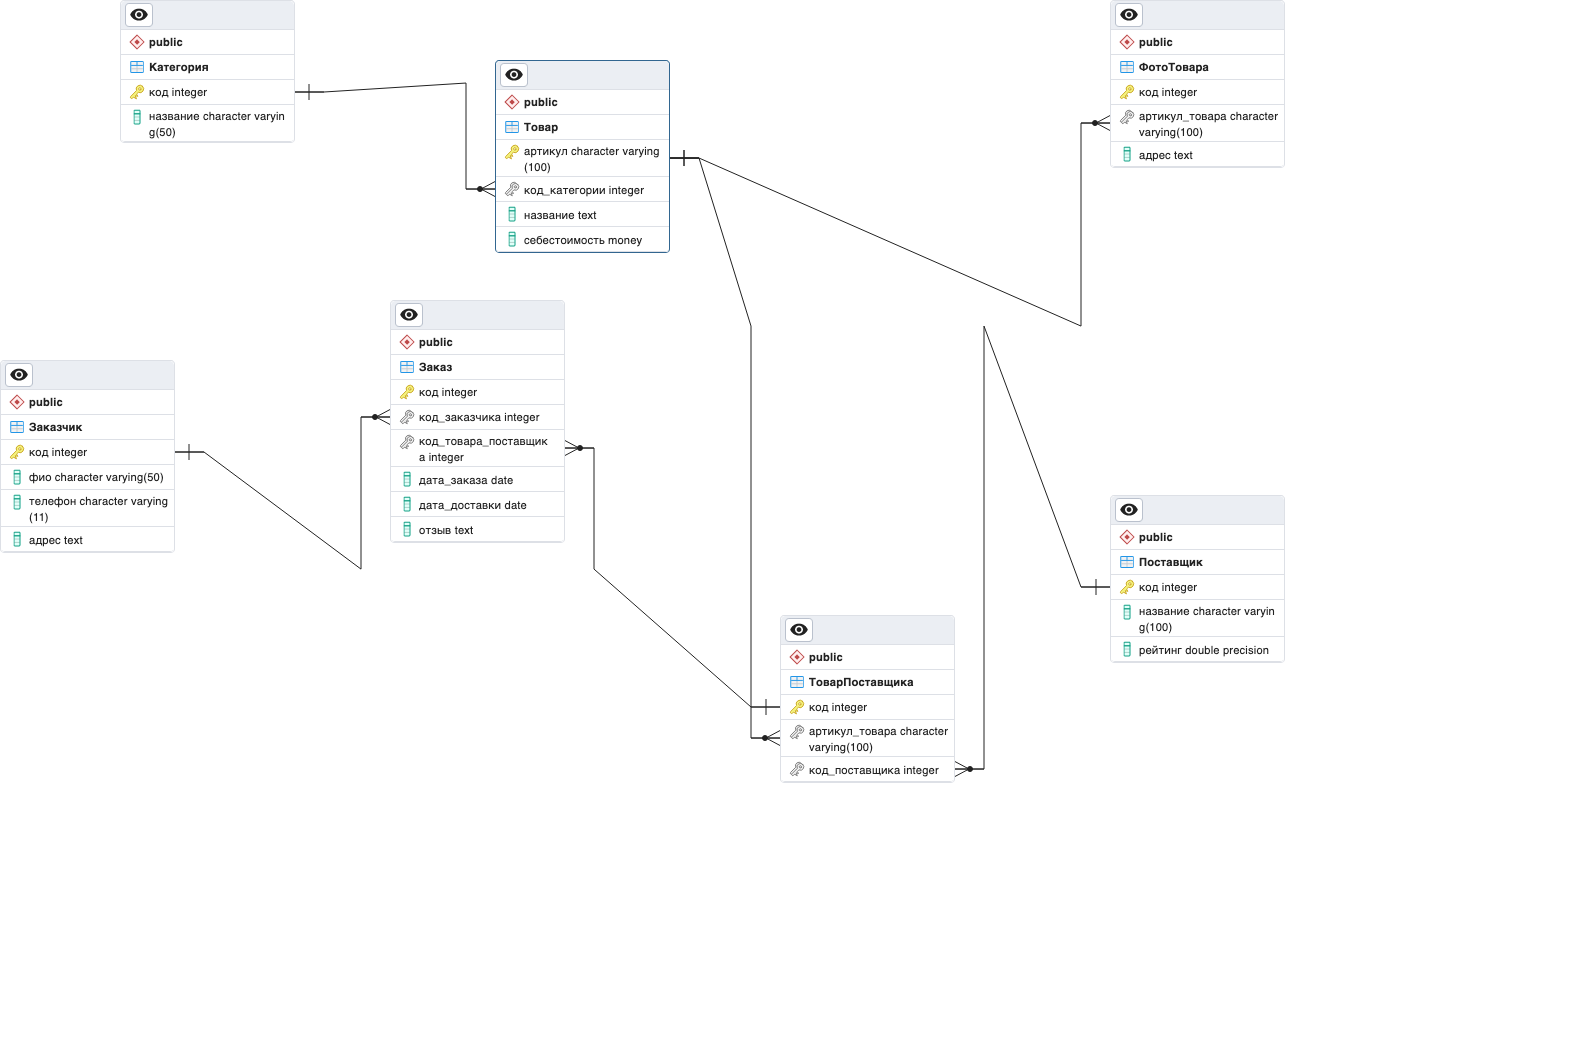 public
Категория
код integer
название character varyin
g(50)
public
Товар
артикул character varying
(100)
код_категории integer
название text
себестоимость money
public
ФотоТовара
код integer
артикул_товара character
varying(100)
адрес text
public
Заказчик
код integer
фио character varying(50)
телефон character varying
(11)
адрес text
public
Заказ
код integer
код_заказчика integer
код_товара_поставщик
а integer
дата_заказа date
дата_доставки date
отзыв text
public
ТоварПоставщика
код integer
артикул_товара character
varying(100)
код_поставщика integer
public
Поставщик
код integer
название character varyin
g(100)
рейтинг double precision